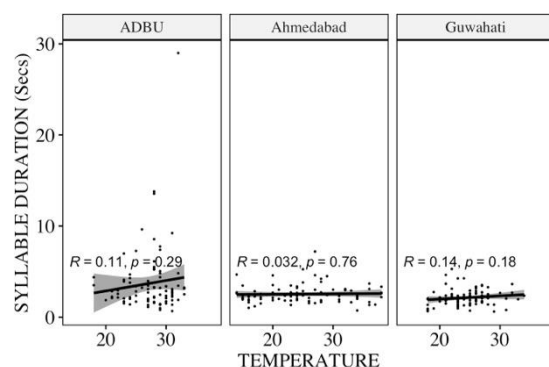 ADBU Ahmedabad Guwahati
SYLLABLE DURATION (Secs)
30
20
10
0
R = 0.11, p = 0.29 R = 0.032, p = 0.76 R = 0.14, p = 0.18
20 30 20 30 20 30
TEMPERATURE